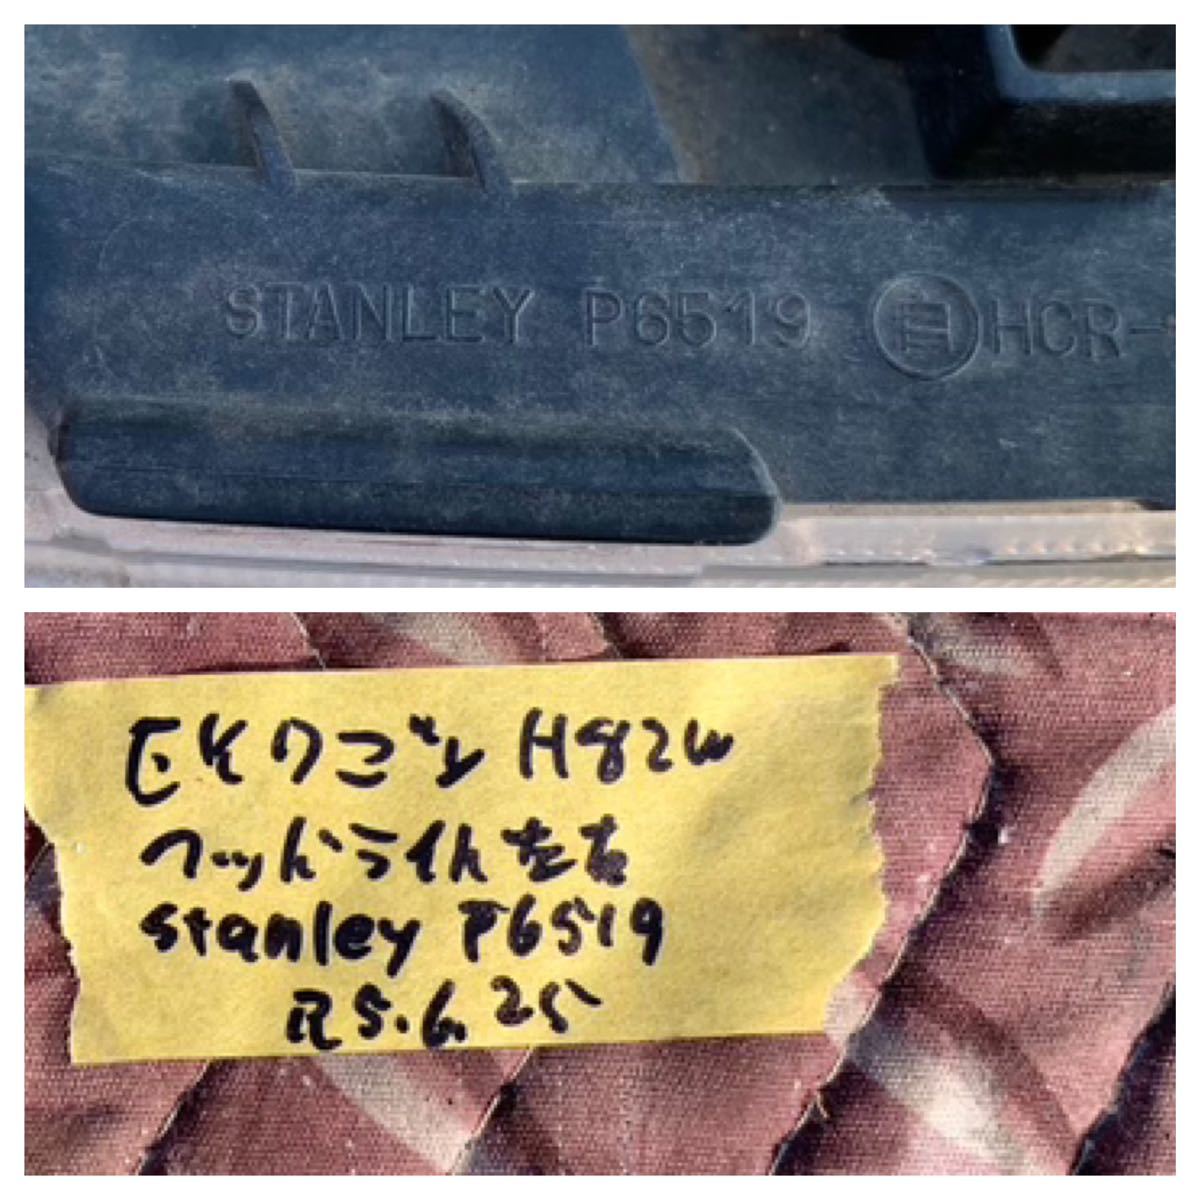 STANLEY P6519 自 HCR-
EKワゴン H82W
ヘッドライト左右
stanley P6519
R5.6.25